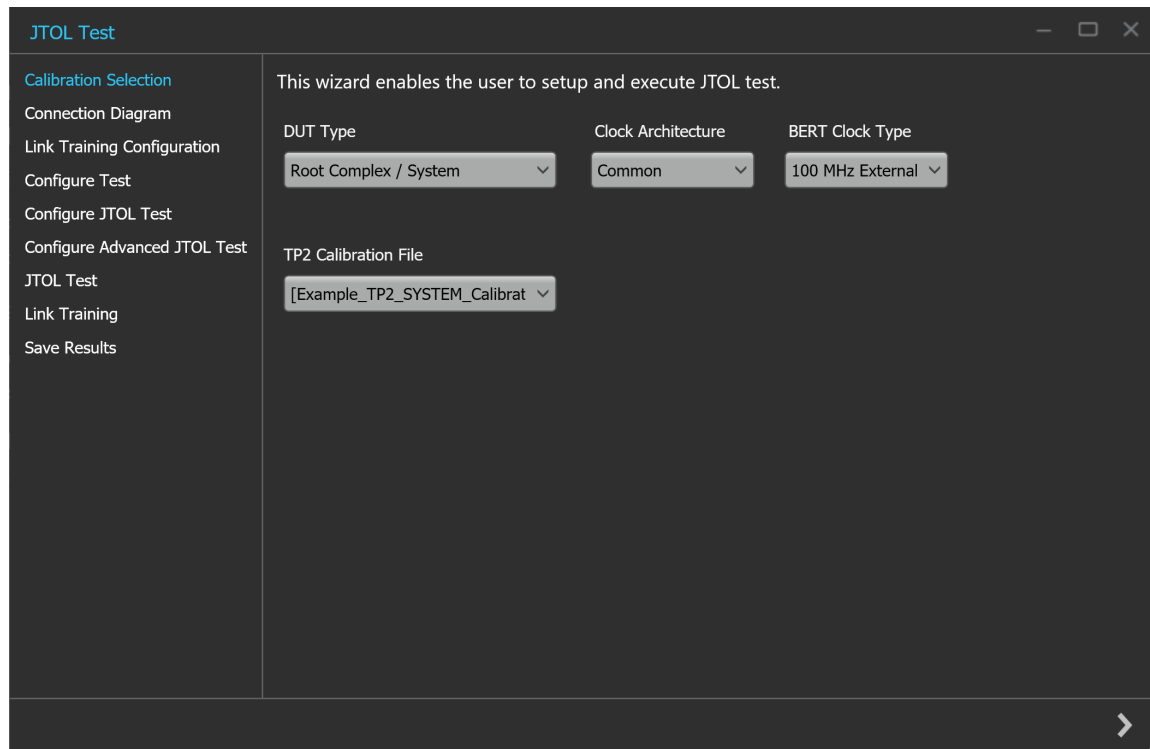 JTOL Test
Calibration Selection
Connection Diagram
Link Training Configuration
Configure Test
Configure JTOL Test
Configure Advanced JTOL Test
JTOL Test
Link Training
Save Results
This wizard enables the user to setup and execute JTOL test.
DUT Type Clock Architecture BERT Clock Type
Root Complex / System Common 100 MHz External
TP2 Calibration File
[Example_TP2_SYSTEM_Calibrat